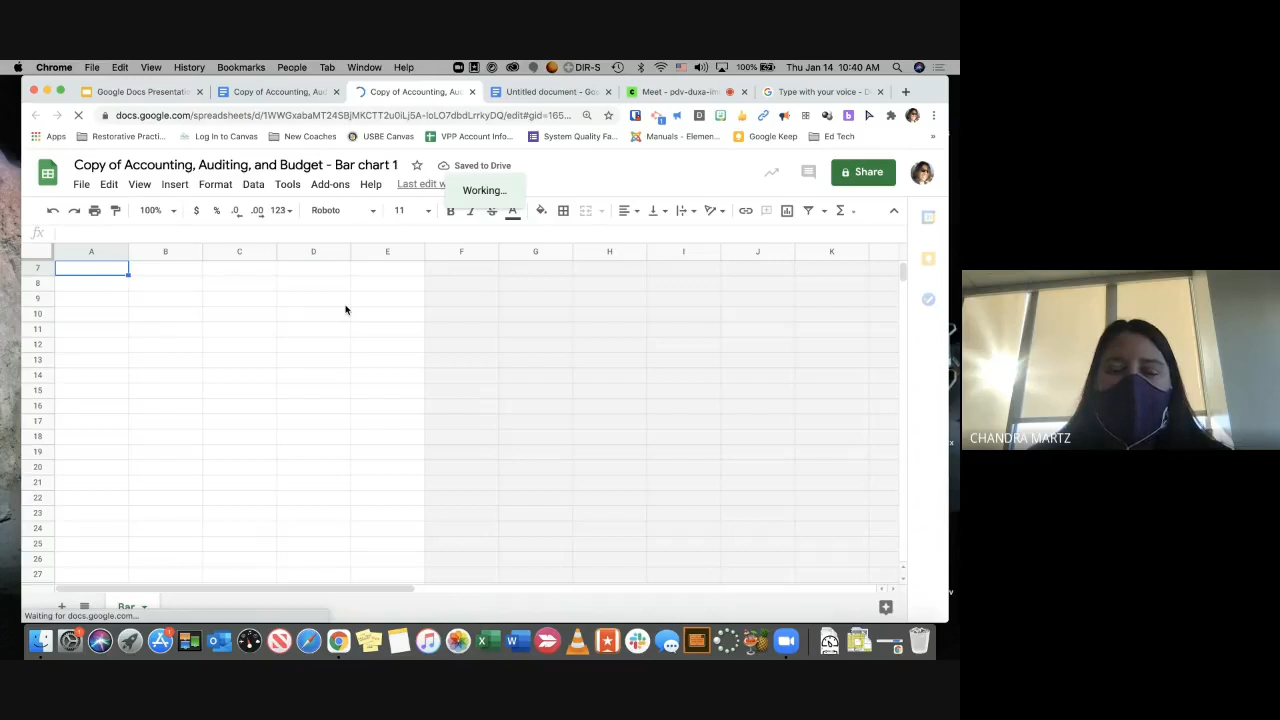 Chrome File Edit View History Bookmarks People Tab Window Help DIR-S 100% Thu Jan 14 10:40 AM
Google Docs Presentati Copy of Accounting, Aud Copy of Accounting, Au Untitled document - Go Meet - pdv-duxa-im Type with your voice - D
docs.google.com/spreadsheets/d/1WWGxabaMT24SBjMKCTT2u0iLj5A-loLO7dbdLrrkyDQ/edit#gid=165...
Apps Restorative Practi... Log In to Canvas New Coaches USBE Canvas VPP Account Info... System Quality Fa... Manuals - Elemen... Google Keep Ed Tech »
Copy of Accounting, Auditing, and Budget - Bar chart 1 Saved to Drive Share
File Edit View Insert Format Data Tools Add-ons Help Last edit w
Working...
100% $ % .0 .00 123 Roboto 11 B I S A
fx
A B C D E F G H I J K
7
8
9
10
11
12
13
14
15
16
17
18
19
20
21
22
23
24
25
26
27
CHANDRA MARTZ
Bar
Waiting for docs.google.com...